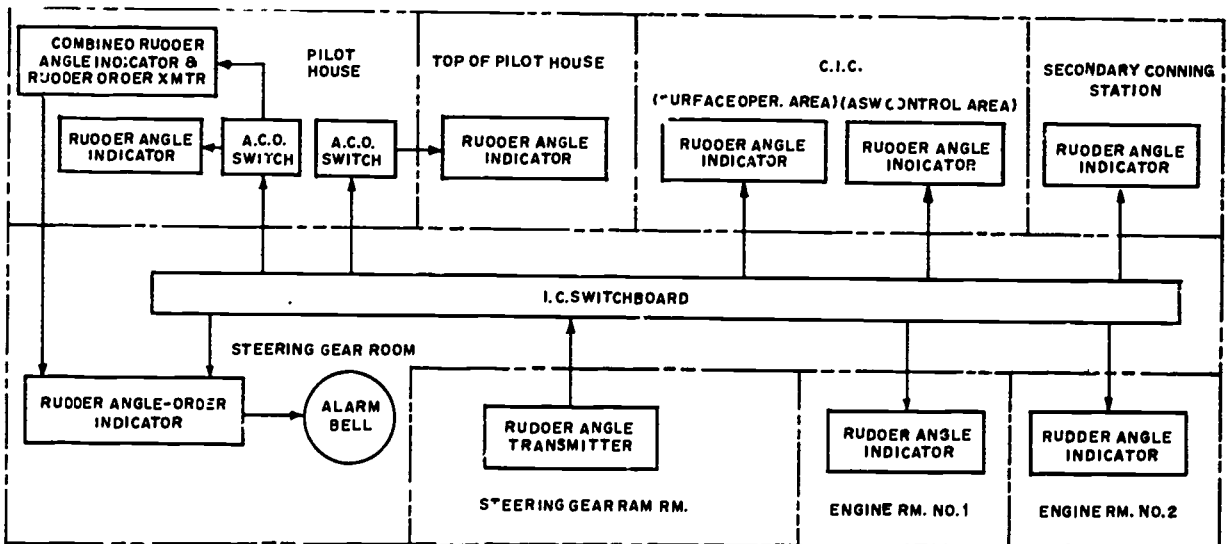 COMBINED RUDDER
ANGLE INDICATOR &
RUDDER ORDER XMTR
PILOT
HOUSE
TOP OF PILOT HOUSE
C.I.C.
(SURFACE OPER. AREA) (ASW CONTROL AREA)
SECONDARY CONNING
STATION
RUDDER ANGLE
INDICATOR
A.C.O.
SWITCH
A.C.O.
SWITCH
RUDDER ANGLE
INDICATOR
RUDDER ANGLE
INDICATOR
RUDDER ANGLE
INDICATOR
RUDDER ANGLE
INDICATOR
I.C. SWITCHBOARD
STEERING GEAR ROOM
RUDDER ANGLE-ORDER
INDICATOR
ALARM
BELL
RUDDER ANGLE
TRANSMITTER
RUDDER ANGLE
INDICATOR
RUDDER ANGLE
INDICATOR
STEERING GEAR RAM RM.
ENGINE RM. NO.1
ENGINE RM. NO.2